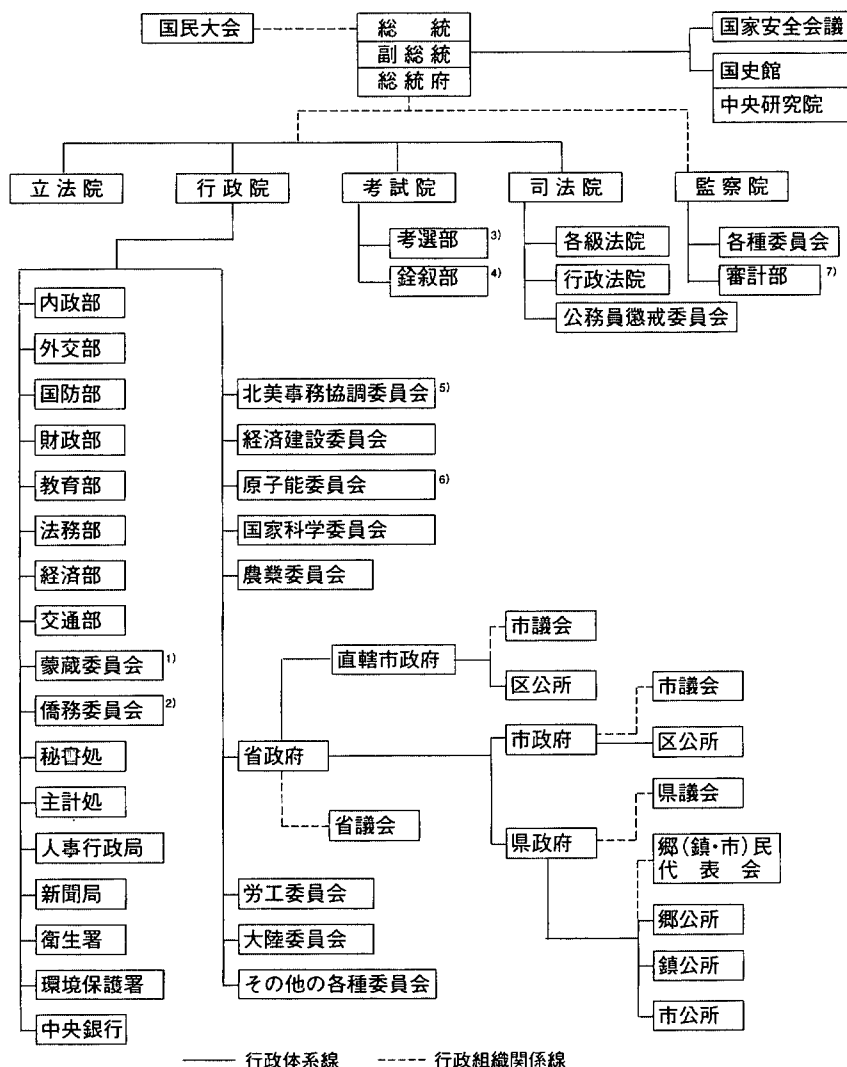 国民大会
総統
副総統
総統府
国家安全会議
国史館
中央研究院
立法院
行政院
考試院
司法院
監察院
考選部 3)
銓叙部 4)
各級法院
行政法院
公務員懲戒委員会
各種委員会
審計部 7)
内政部
外交部
国防部
財政部
教育部
法務部
経済部
交通部
蒙蔵委員会 1)
僑務委員会 2)
秘書処
主計処
人事行政局
新聞局
衛生署
環境保護署
中央銀行
北美事務協調委員会 5)
経済建設委員会
原子能委員会 6)
国家科学委員会
農業委員会
省政府
労工委員会
大陸委員会
その他の各種委員会
直轄市政府
省議会
市議会
区公所
市政府
県政府
市議会
区公所
県議会
郷(鎮・市)民
代表会
郷公所
鎮公所
市公所
行政体系線
行政組織関係線